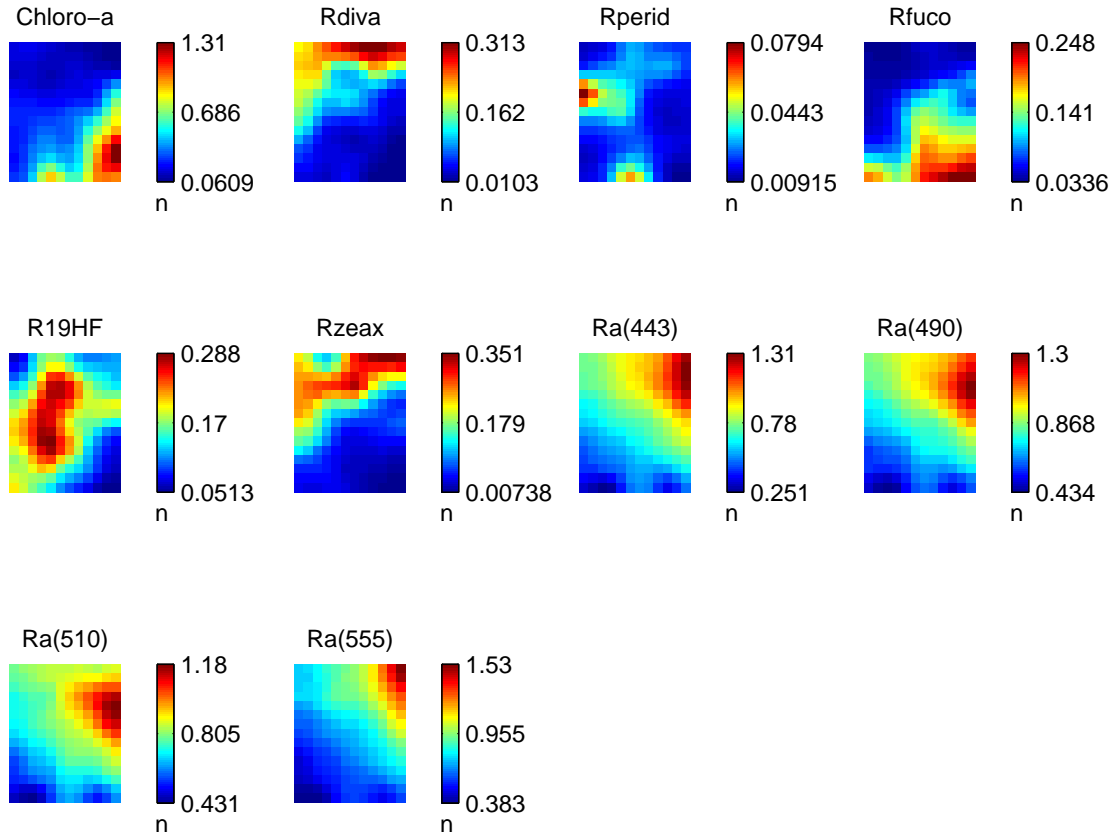 Chloro−a
1.31
0.686
0.0609
n
Rdiva
0.313
0.162
0.0103
n
Rperid
0.0794
0.0443
0.00915
n
Rfuco
0.248
0.141
0.0336
n
R19HF
0.288
0.17
0.0513
n
Rzeax
0.351
0.179
0.00738
n
Ra(443)
1.31
0.78
0.251
n
Ra(490)
1.3
0.868
0.434
n
Ra(510)
1.18
0.805
0.431
n
Ra(555)
1.53
0.955
0.383
n